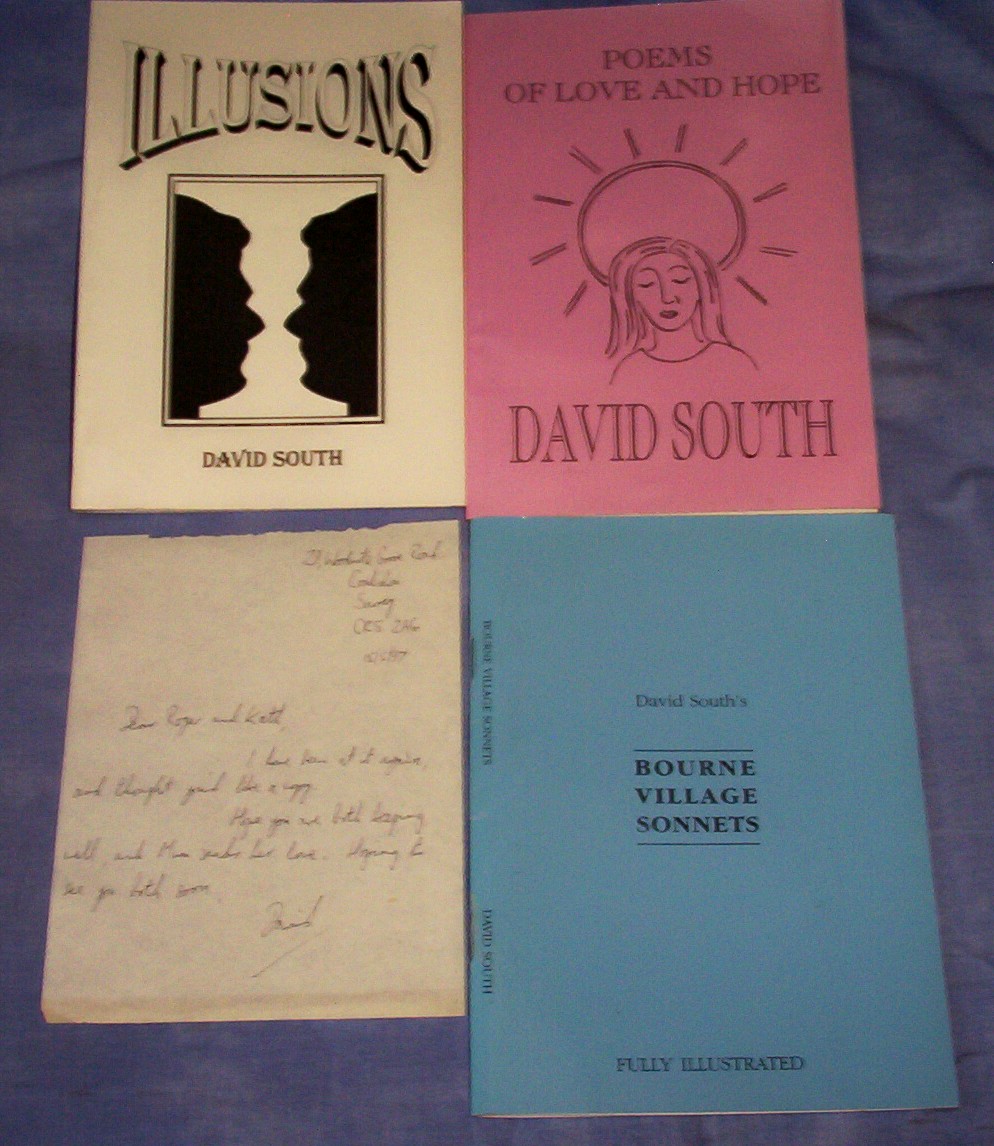 ILLUSIONS
DAVID SOUTH
POEMS
OF LOVE AND HOPE
DAVID SOUTH
Road
Surrey
CR5
Dear Roger and
I have been at it again,
and thought you'd like a copy.
Hope you are both keeping
well, and Mum sends her love. Hoping to
see you both soon,
David
BOURNE VILLAGE SONNETS
DAVID SOUTH
David South's
BOURNE
VILLAGE
SONNETS
FULLY ILLUSTRATED